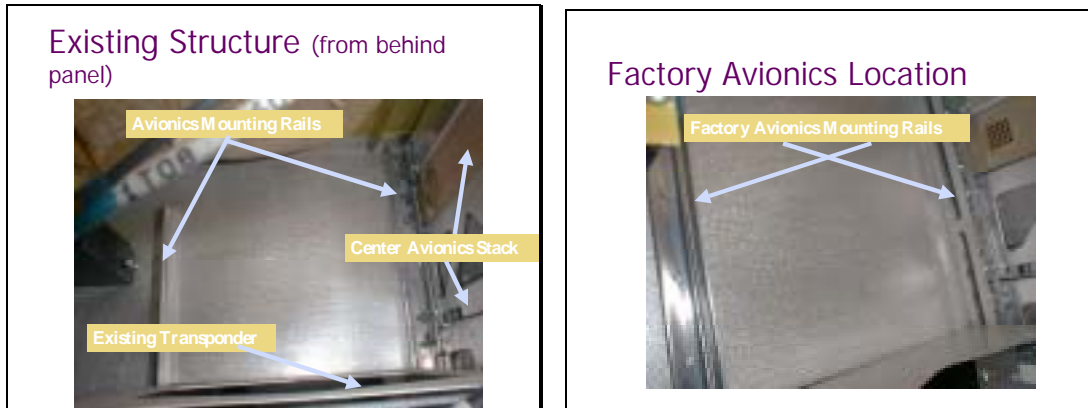 Existing Structure (from behind
panel)
Avionics Mounting Rails
Center Avionics Stack
Existing Transponder
Factory Avionics Location
Factory Avionics Mounting Rails